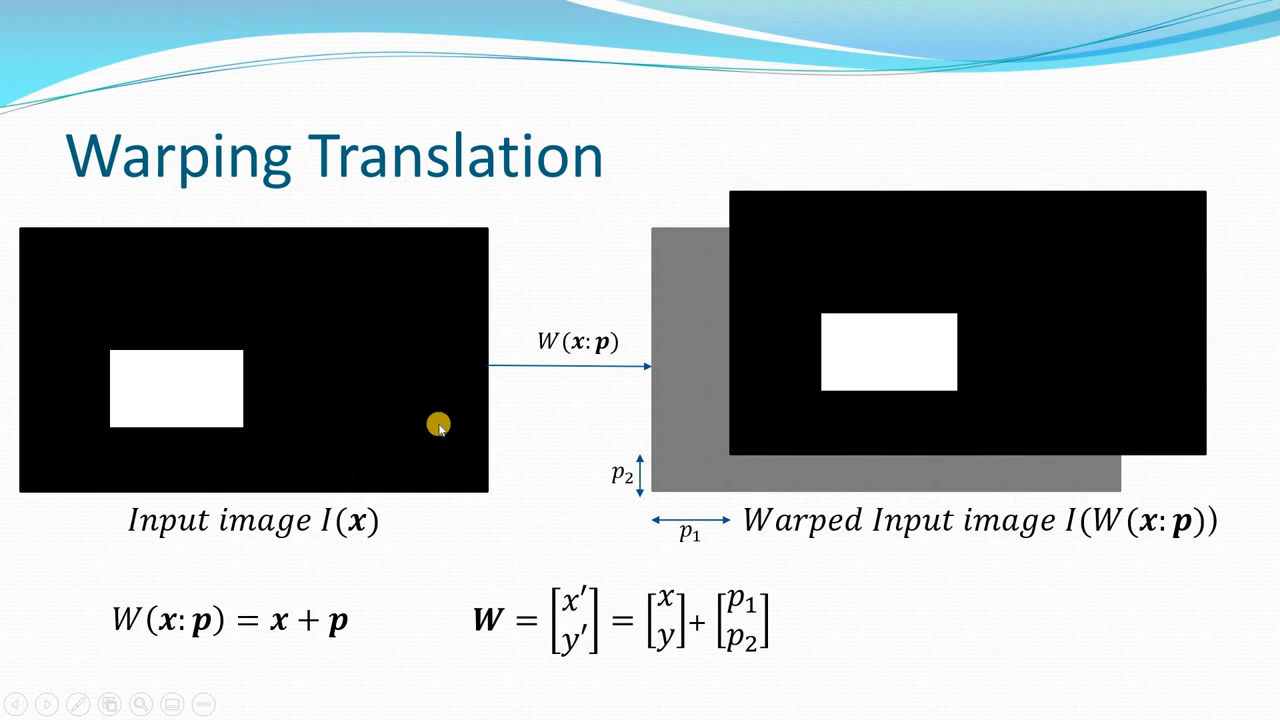 Warping Translation
W(x:p)
p₂
p₁
Input image I(x)
Warped Input image I(W(x:p))
W(x:p) = x + p
W = [x′ y′] = [x y] + [p₁ p₂]